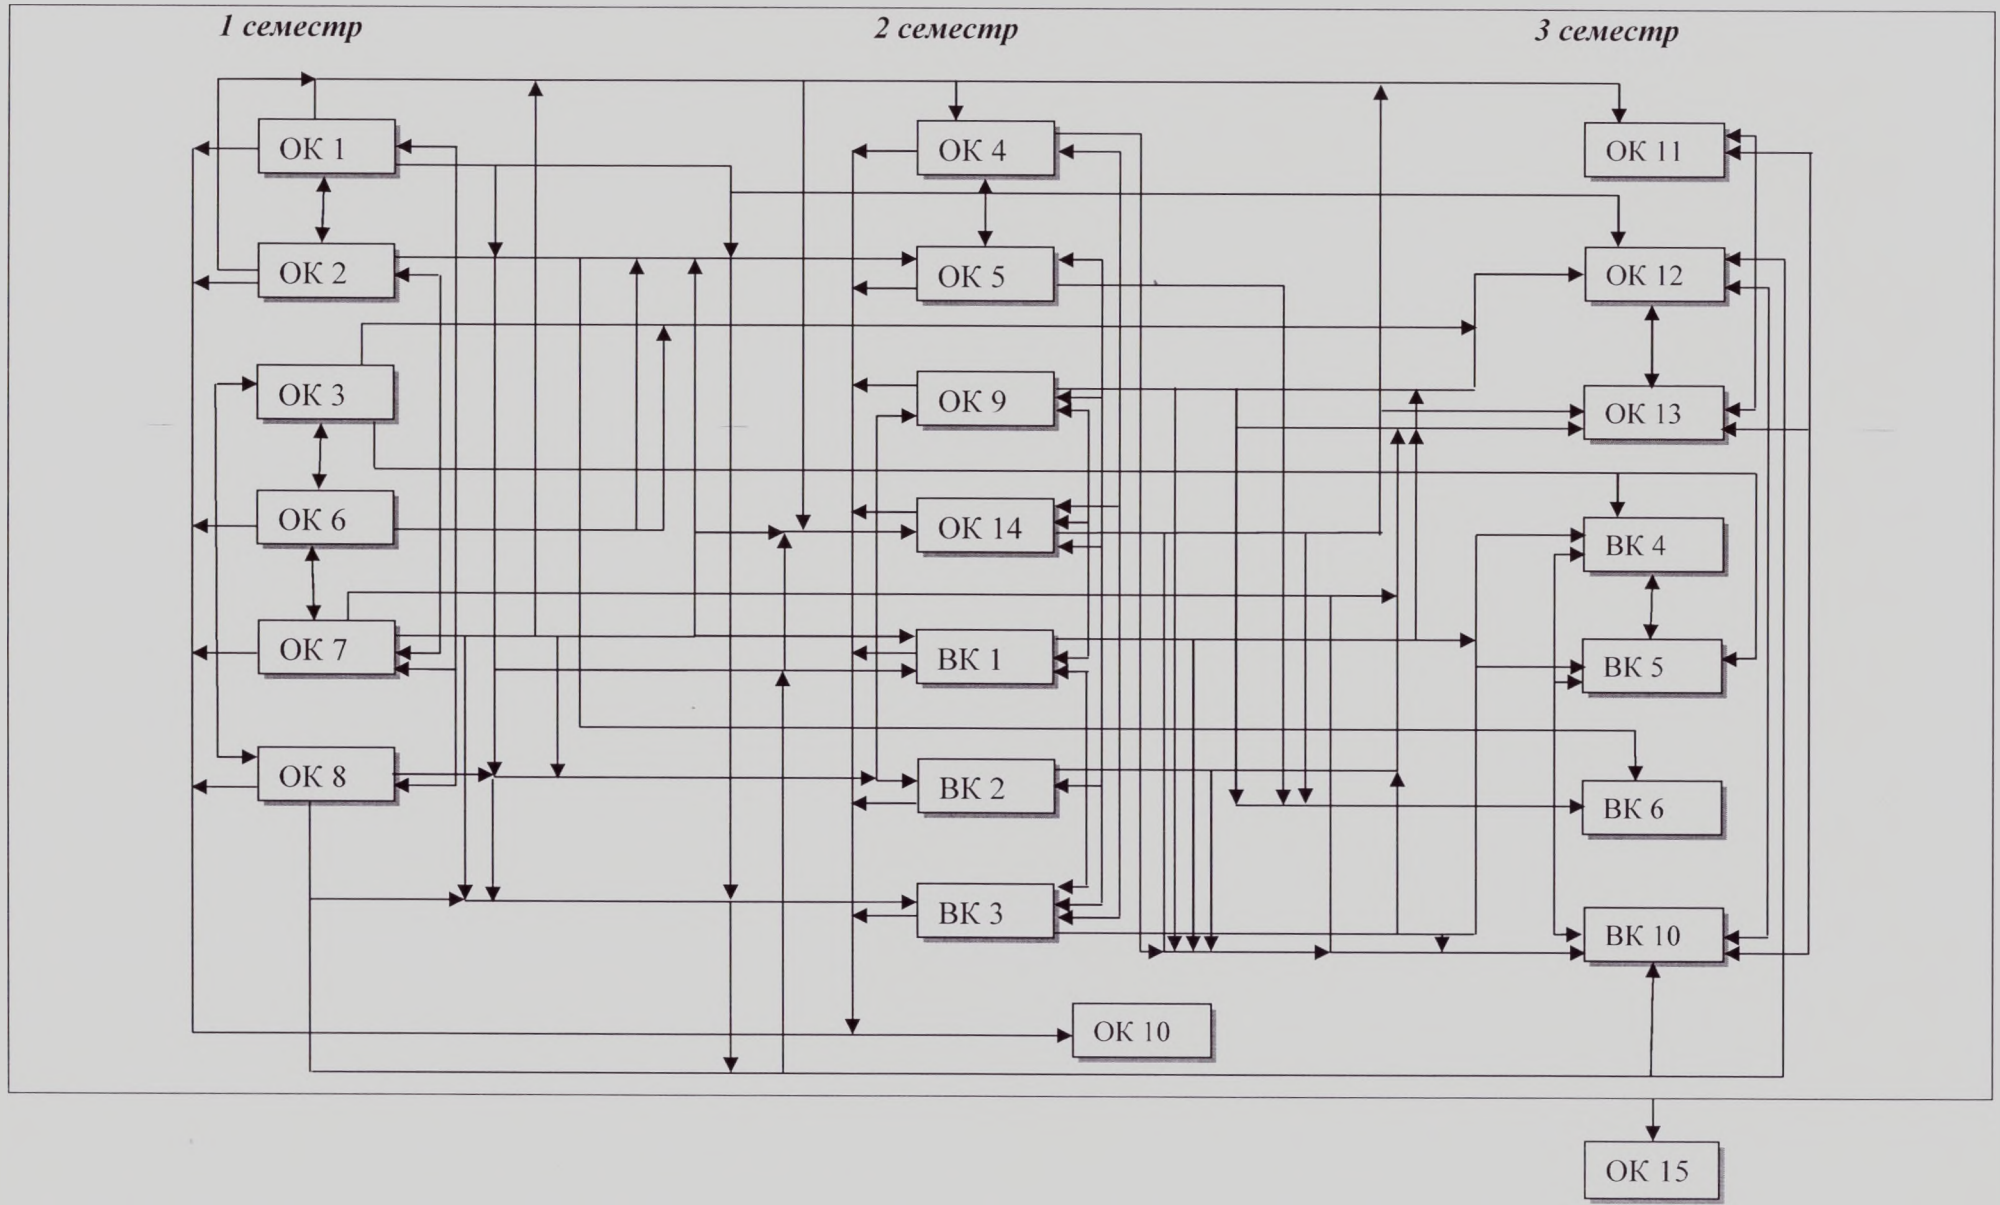 1 семестр
2 семестр
3 семестр
ОК 1
ОК 2
ОК 3
ОК 6
ОК 7
ОК 8
ОК 4
ОК 5
ОК 9
ОК 14
ВК 1
ВК 2
ВК 3
ОК 10
ОК 11
ОК 12
ОК 13
ВК 4
ВК 5
ВК 6
ВК 10
ОК 15